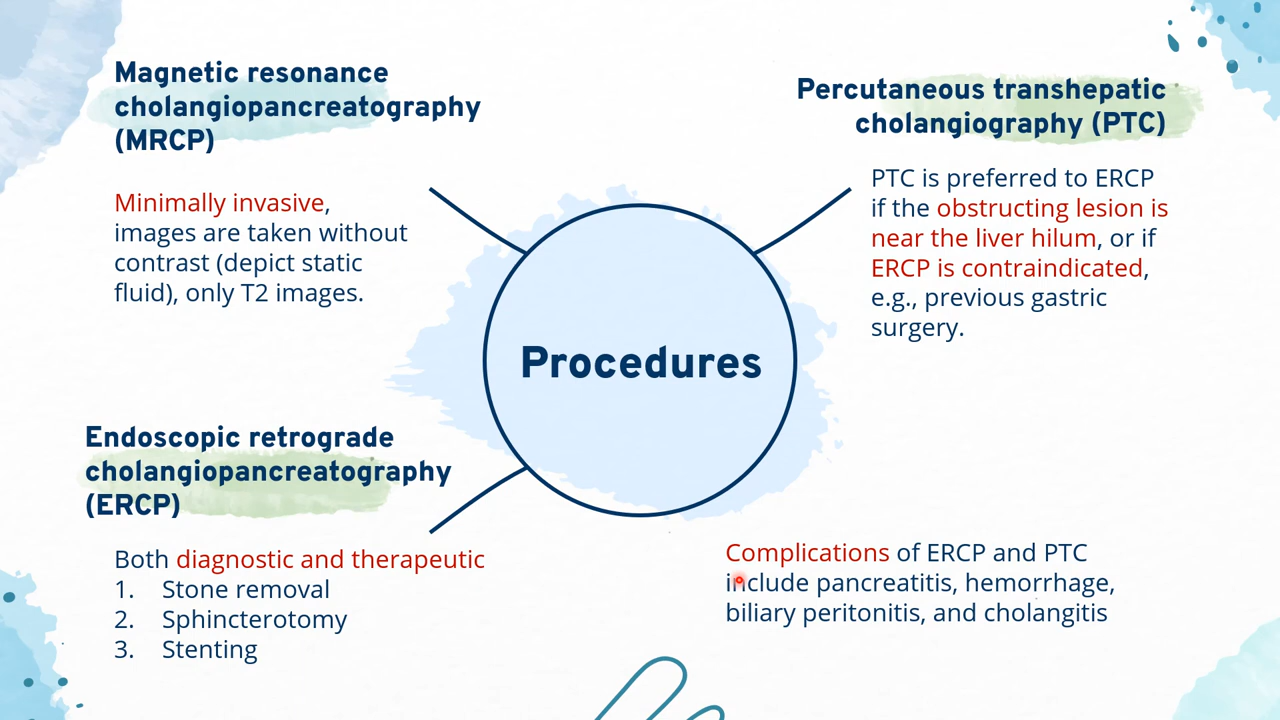 Magnetic resonance
cholangiopancreatography
(MRCP)
Minimally invasive,
images are taken without
contrast (depict static
fluid), only T2 images.
Percutaneous transhepatic
cholangiography (PTC)
PTC is preferred to ERCP
if the obstructing lesion is
near the liver hilum, or if
ERCP is contraindicated,
e.g., previous gastric
surgery.
Procedures
Endoscopic retrograde
cholangiopancreatography
(ERCP)
Both diagnostic and therapeutic
1. Stone removal
2. Sphincterotomy
3. Stenting
Complications of ERCP and PTC
include pancreatitis, hemorrhage,
biliary peritonitis, and cholangitis